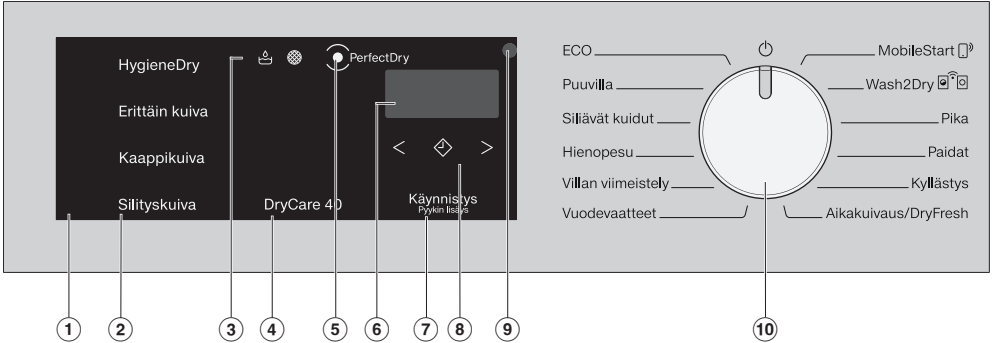 HygieneDry
Erittäin kuiva
Kaappikuiva
Silityskuiva
DryCare 40
PerfectDry
Käynnistys
Pyykin lisäys
ECO
Puuvilla
Siliävät kuidut
Hienopesu
Villan viimeistely
Vuodevaatteet
MobileStart
Wash2Dry
Pika
Paidat
Kyllästys
Aikakuivaus/DryFresh
1
2
3
4
5
6
7
8
9
10